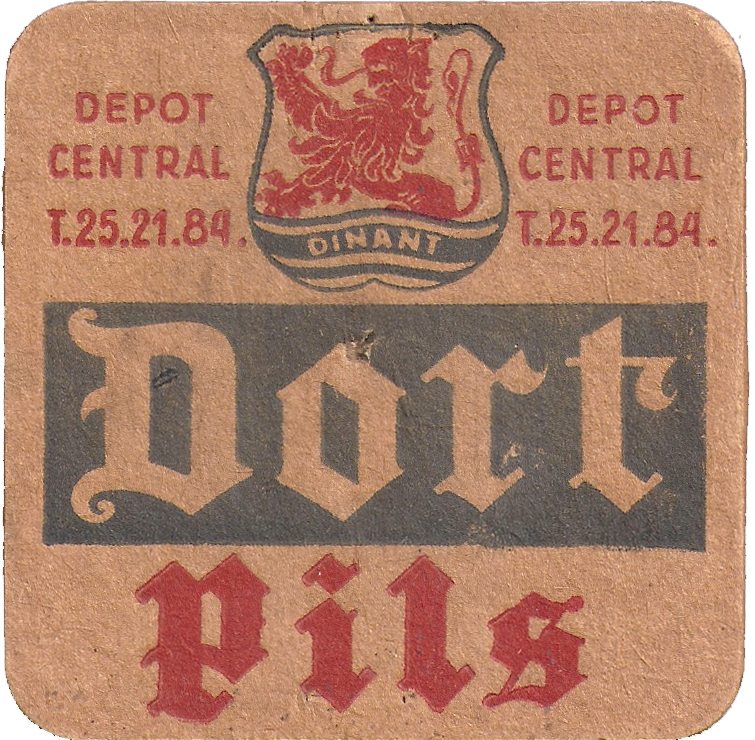 DEPOT
CENTRAL
T.25.21.84.
DINANT
DEPOT
CENTRAL
T.25.21.84.
Dort
Pils